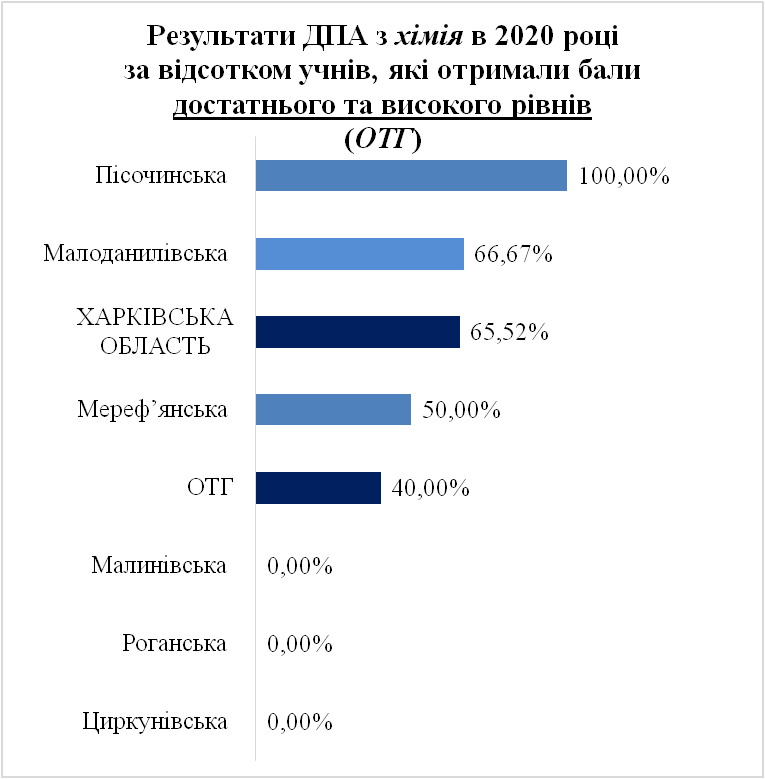 Результати ДПА з хімія в 2020 році
за відсотком учнів, які отримали бали
достатнього та високого рівнів
(ОТГ)
Пісочинська 100,00%
Малоданилівська 66,67%
ХАРКІВСЬКА
ОБЛАСТЬ 65,52%
Мереф’янська 50,00%
ОТГ 40,00%
Малинівська 0,00%
Роганська 0,00%
Циркунівська 0,00%